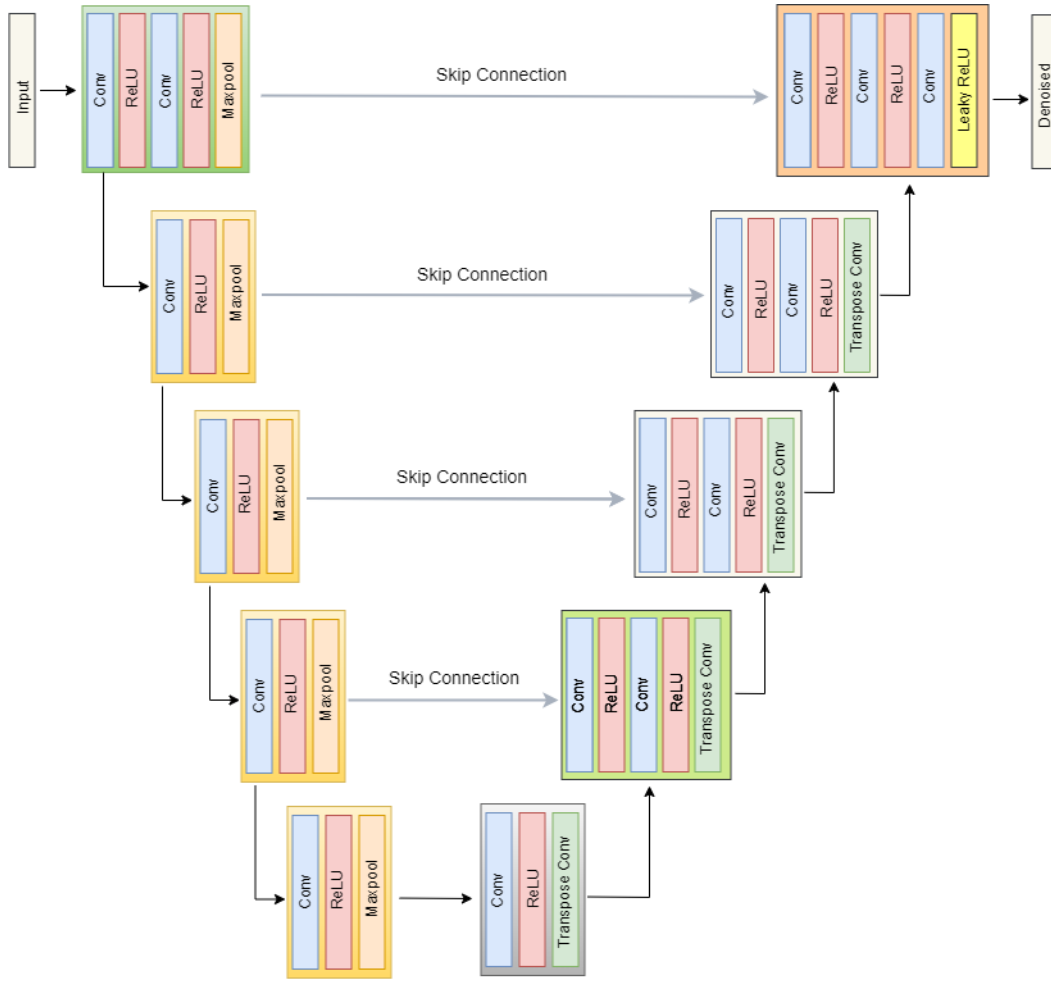 Input
Conv
ReLU
Conv
ReLU
Maxpool
Skip Connection
Conv
ReLU
Conv
ReLU
Conv
Leaky ReLU
Denoised
Conv
ReLU
Maxpool
Skip Connection
Conv
ReLU
Conv
ReLU
Transpose Conv
Conv
ReLU
Maxpool
Skip Connection
Conv
ReLU
Conv
ReLU
Transpose Conv
Conv
ReLU
Maxpool
Skip Connection
Conv
ReLU
Conv
ReLU
Transpose Conv
Conv
ReLU
Maxpool
Conv
ReLU
Transpose Conv